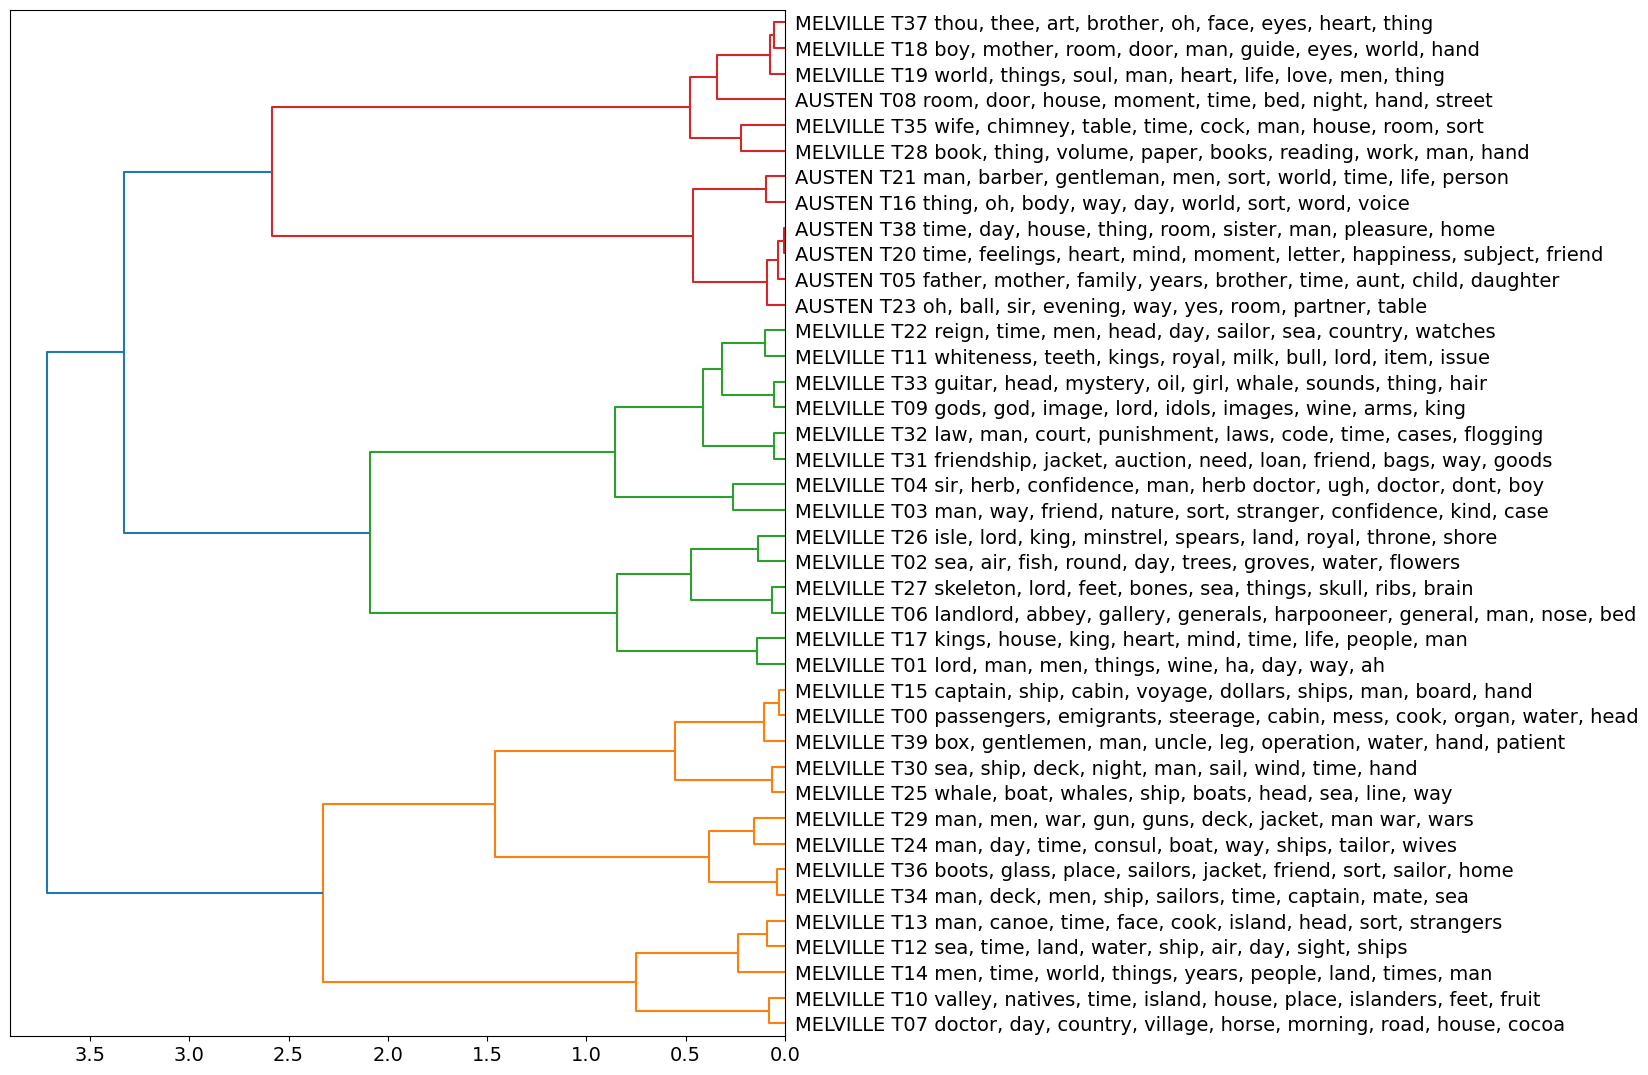 MELVILLE T37 thou, thee, art, brother, oh, face, eyes, heart, thing
MELVILLE T18 boy, mother, room, door, man, guide, eyes, world, hand
MELVILLE T19 world, things, soul, man, heart, life, love, men, thing
AUSTEN T08 room, door, house, moment, time, bed, night, hand, street
MELVILLE T35 wife, chimney, table, time, cock, man, house, room, sort
MELVILLE T28 book, thing, volume, paper, books, reading, work, man, hand
AUSTEN T21 man, barber, gentleman, men, sort, world, time, life, person
AUSTEN T16 thing, oh, body, way, day, world, sort, word, voice
AUSTEN T38 time, day, house, thing, room, sister, man, pleasure, home
AUSTEN T20 time, feelings, heart, mind, moment, letter, happiness, subject, friend
AUSTEN T05 father, mother, family, years, brother, time, aunt, child, daughter
AUSTEN T23 oh, ball, sir, evening, way, yes, room, partner, table
MELVILLE T22 reign, time, men, head, day, sailor, sea, country, watches
MELVILLE T11 whiteness, teeth, kings, royal, milk, bull, lord, item, issue
MELVILLE T33 guitar, head, mystery, oil, girl, whale, sounds, thing, hair
MELVILLE T09 gods, god, image, lord, idols, images, wine, arms, king
MELVILLE T32 law, man, court, punishment, laws, code, time, cases, flogging
MELVILLE T31 friendship, jacket, auction, need, loan, friend, bags, way, goods
MELVILLE T04 sir, herb, confidence, man, herb doctor, ugh, doctor, dont, boy
MELVILLE T03 man, way, friend, nature, sort, stranger, confidence, kind, case
MELVILLE T26 isle, lord, king, minstrel, spears, land, royal, throne, shore
MELVILLE T02 sea, air, fish, round, day, trees, groves, water, flowers
MELVILLE T27 skeleton, lord, feet, bones, sea, things, skull, ribs, brain
MELVILLE T06 landlord, abbey, gallery, generals, harpooneer, general, man, nose, bed
MELVILLE T17 kings, house, king, heart, mind, time, life, people, man
MELVILLE T01 lord, man, men, things, wine, ha, day, way, ah
MELVILLE T15 captain, ship, cabin, voyage, dollars, ships, man, board, hand
MELVILLE T00 passengers, emigrants, steerage, cabin, mess, cook, organ, water, head
MELVILLE T39 box, gentlemen, man, uncle, leg, operation, water, hand, patient
MELVILLE T30 sea, ship, deck, night, man, sail, wind, time, hand
MELVILLE T25 whale, boat, whales, ship, boats, head, sea, line, way
MELVILLE T29 man, men, war, gun, guns, deck, jacket, man war, wars
MELVILLE T24 man, day, time, consul, boat, way, ships, tailor, wives
MELVILLE T36 boots, glass, place, sailors, jacket, friend, sort, sailor, home
MELVILLE T34 man, deck, men, ship, sailors, time, captain, mate, sea
MELVILLE T13 man, canoe, time, face, cook, island, head, sort, strangers
MELVILLE T12 sea, time, land, water, ship, air, day, sight, ships
MELVILLE T14 men, time, world, things, years, people, land, times, man
MELVILLE T10 valley, natives, time, island, house, place, islanders, feet, fruit
MELVILLE T07 doctor, day, country, village, horse, morning, road, house, cocoa
3.5 3.0 2.5 2.0 1.5 1.0 0.5 0.0